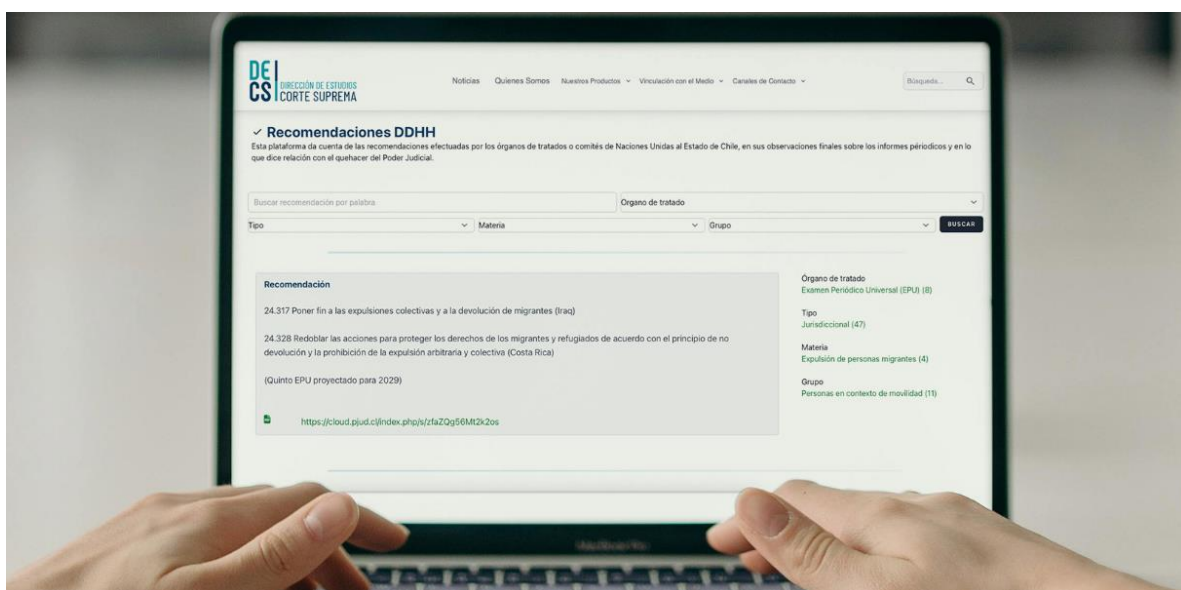 DE
CS
DIRECCIÓN DE ESTUDIOS
CORTE SUPREMA
Noticias Quienes Somos Nuestros Productos Vinculación con el Medio Canales de Contacto Búsqueda...
Recomendaciones DDHH
Esta plataforma da cuenta de las recomendaciones efectuadas por los órganos de tratados o comités de Naciones Unidas al Estado de Chile, en sus observaciones finales sobre los informes périodicos y en lo
que dice relación con el quehacer del Poder Judicial.
Buscar recomendación por palabra. Órgano de tratado
Tipo Materia Grupo BUSCAR
Recomendación
24.317 Poner fin a las expulsiones colectivas y a la devolución de migrantes (Iraq)
24.328 Redoblar las acciones para proteger los derechos de los migrantes y refugiados de acuerdo con el principio de no
devolución y la prohibición de la expulsión arbitraria y colectiva (Costa Rica)
(Quinto EPU proyectado para 2029)
https://cloud.pjud.cl/index.php/s/zfaZQg56Mt2k2os
Órgano de tratado
Examen Periódico Universal (EPU) (8)
Tipo
Jurisdiccional (47)
Materia
Expulsión de personas migrantes (4)
Grupo
Personas en contexto de movilidad (11)
MacBook Pro